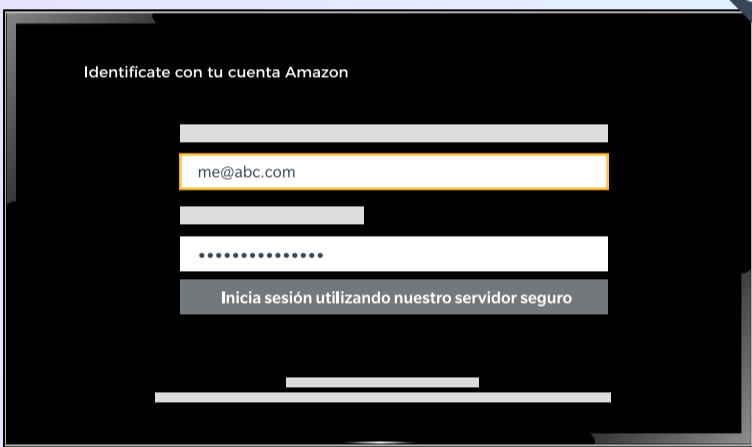 Identifícate con tu cuenta Amazon
me@abc.com
•••••••••••••••
Inicia sesión utilizando nuestro servidor seguro